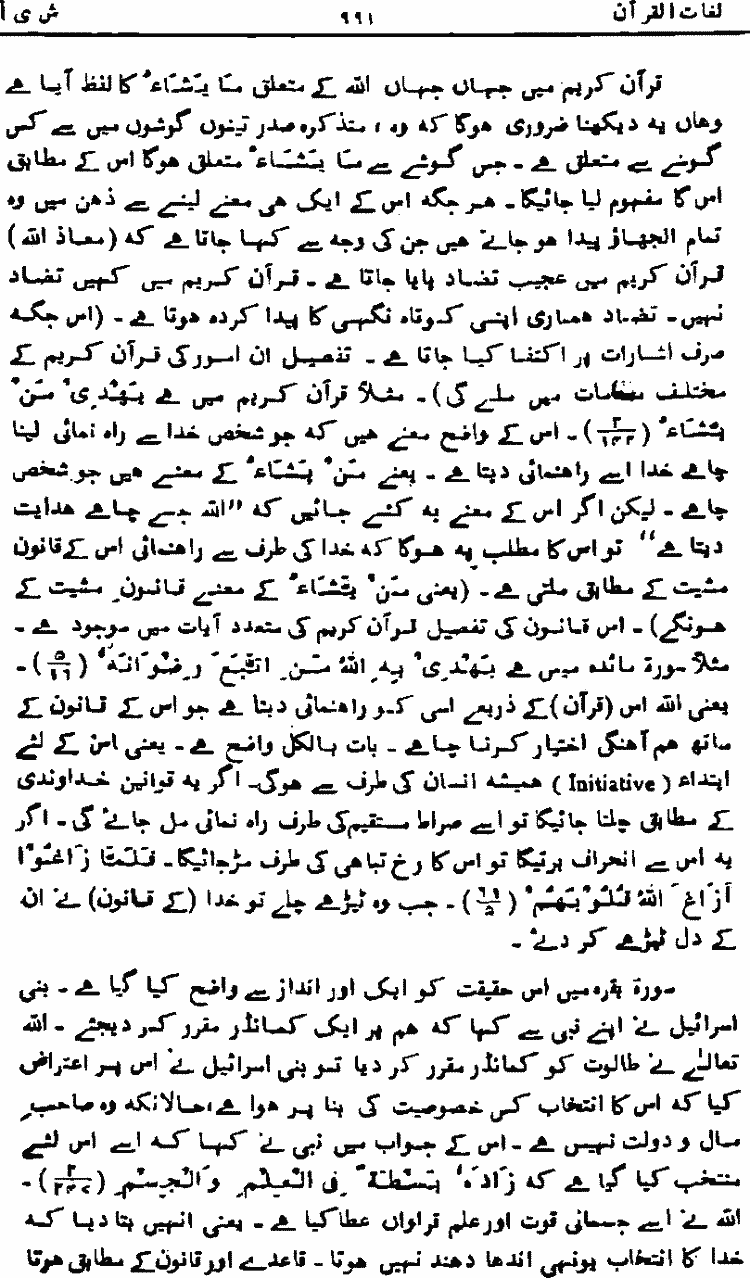 لغات القرآن ۹۹۱ ش ی أ
قرآن کریم میں جہاں جہاں اللہ کے متعلق مَا یَشَاءُ کا لفظ آیا ہے
وہاں یہ دیکھنا ضروری ہوگا کہ وہ ، متذکرہ صدر تینوں گوشوں میں سے کس
گوشے سے متعلق ہے ۔ جس گوشے سے مَا یَشَاءُ متعلق ہوگا اس کے مطابق
اس کا مفہوم لیا جائیگا ۔ ہر جگہ اس کے ایک ہی معنے لینے سے ذہن میں وہ
تمام الجھاؤ پیدا ہو جاتے ہیں جن کی وجہ سے کہا جاتا ہے کہ (معاذ اللہ)
قرآن کریم میں عجیب تضاد پایا جاتا ہے ۔ قرآن کریم میں کہیں تضاد
نہیں ۔ تضاد ہماری اپنی کوتاہ نگہی کا پیدا کردہ ہوتا ہے ۔ (اس جگہ
صرف اشارات پر اکتفا کیا جاتا ہے ۔ تفصیل ان امور کی قرآن کریم کے
مختلف مقامات میں ملے گی) ۔ مثلاً قرآن کریم میں ہے یَہْدِیْ مَنْ
یَّشَاءُ ۔ اس کے واضح معنے ہیں کہ جو شخص خدا سے راہ نمائی لینا
چاہے خدا اسے راہنمائی دیتا ہے ۔ یعنی مَنْ یَّشَاءُ کے معنے ہیں جو شخص
چاہے ۔ لیکن اگر اس کے معنے یہ کئے جائیں کہ ”اللہ جسے چاہے ہدایت
دیتا ہے“ تو اس کا مطلب یہ ہوگا کہ خدا کی طرف سے راہنمائی اس کے قانون
مشیت کے مطابق ملتی ہے ۔ (یعنی مَنْ یَّشَاءُ کے معنے قانونِ مشیت کے
ہونگے) ۔ اس قانون کی تفصیل قرآن کریم کی متعدد آیات میں موجود ہے ۔
مثلاً سورۃ مائدہ میں ہے یَہْدِیْ بِہِ اللہُ مَنِ اتَّبَعَ رِضْوَانَہٗ (۵/۱۶) ۔
یعنی اللہ اس (قرآن) کے ذریعے اسی کو راہنمائی دیتا ہے جو اس کے قانون کے
ساتھ ہم آہنگی اختیار کرنا چاہے ۔ بات بالکل واضح ہے ۔ یعنی اس کے لئے
ابتداء (Initiative) ہمیشہ انسان کی طرف سے ہوگی ۔ اگر یہ قوانین خداوندی
کے مطابق چلنا جائیگا تو اسے صراط مستقیم کی طرف راہ نمائی مل جائے گی ۔ اگر
یہ اس سے انحراف برتیگا تو اس کا رخ تباہی کی طرف مڑ جائیگا ۔ فَلَمَّا زَاغُوْا
اَزَاغَ اللہُ قُلُوْبَہُمْ ۔ جب وہ ٹیڑھے چلے تو خدا (کے قانون) نے ان
کے دل ٹیڑھے کر دئے ۔
سورۃ بقرہ میں اس حقیقت کو ایک اور انداز سے واضح کیا گیا ہے ۔ بنی
اسرائیل نے اپنے نبی سے کہا کہ ہم پر ایک کمانڈر مقرر کر دیجئے ۔ اللہ
تعالیٰ نے طالوت کو کمانڈر مقرر کر دیا تو بنی اسرائیل نے اس پر اعتراض
کیا کہ اس کا انتخاب کس خصوصیت کی بنا پر ہوا ہے ، حالانکہ وہ صاحبِ
مال و دولت نہیں ہے ۔ اس کے جواب میں نبی نے کہا کہ اسے اس لئے
منتخب کیا گیا ہے کہ زَادَہٗ بَسْطَۃً فِی الْعِلْمِ وَالْجِسْمِ ۔
اللہ نے اسے جسمانی قوت اور علم فراواں عطا کیا ہے ۔ یعنی انہیں بتا دیا کہ
خدا کا انتخاب یونہی اندھا دھند نہیں ہوتا ۔ قاعدے اور قانون کے مطابق ہوتا